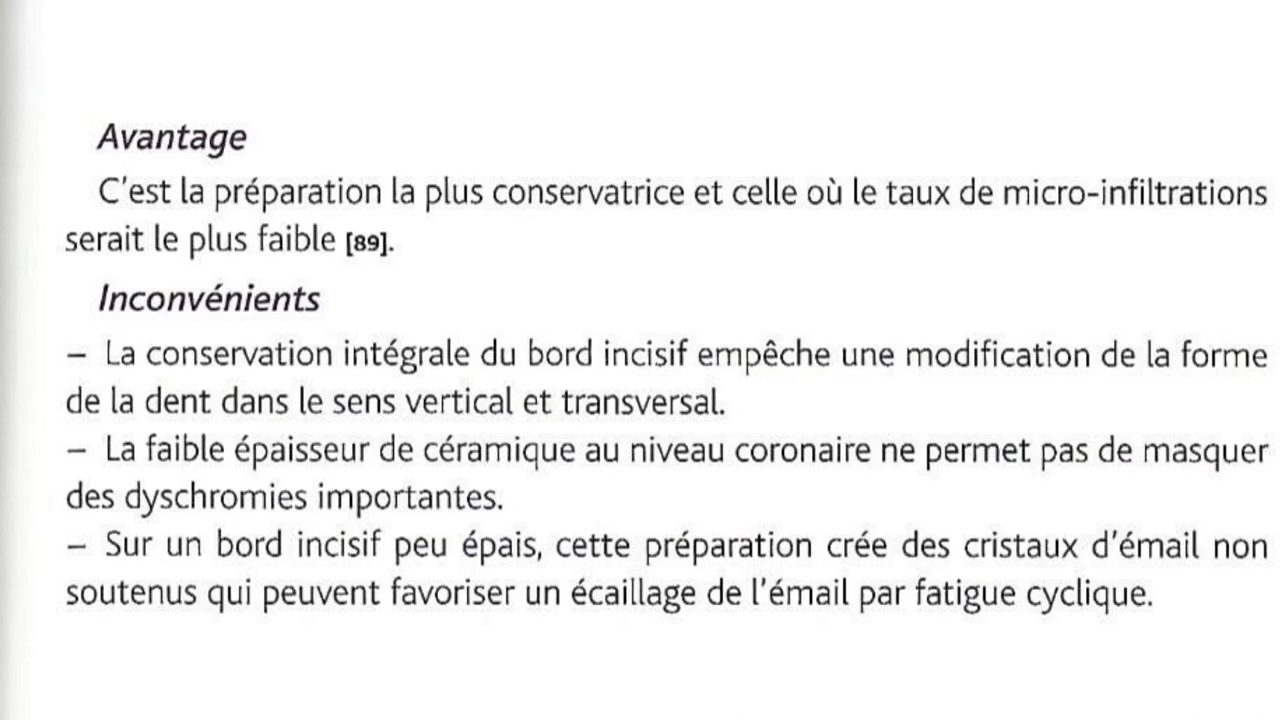 Avantage
C'est la préparation la plus conservatrice et celle où le taux de micro-infiltrations
serait le plus faible [89].
Inconvénients
– La conservation intégrale du bord incisif empêche une modification de la forme
de la dent dans le sens vertical et transversal.
– La faible épaisseur de céramique au niveau coronaire ne permet pas de masquer
des dyschromies importantes.
– Sur un bord incisif peu épais, cette préparation crée des cristaux d'émail non
soutenus qui peuvent favoriser un écaillage de l'émail par fatigue cyclique.